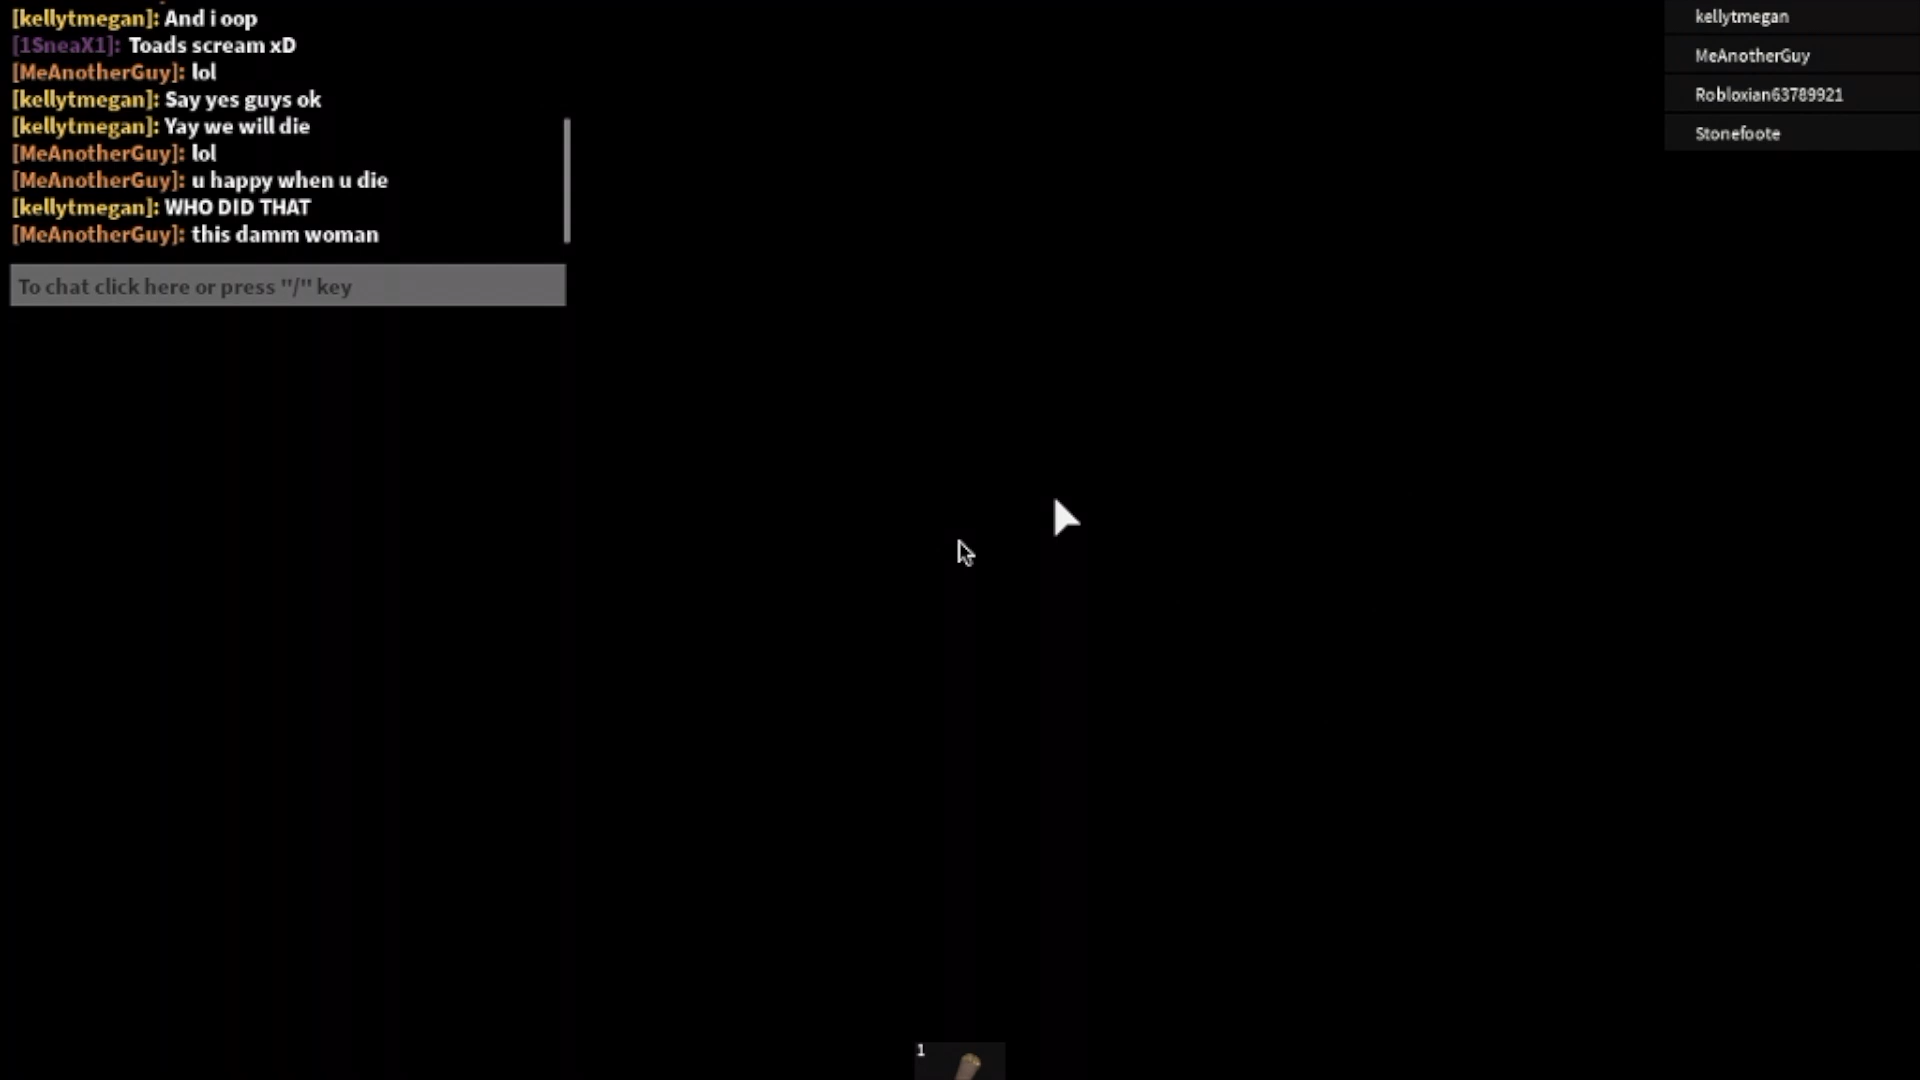 [kellytmegan]: And i oop
[1SneaX1]: Toads scream xD
[MeAnotherGuy]: lol
[kellytmegan]: Say yes guys ok
[kellytmegan]: Yay we will die
[MeAnotherGuy]: lol
[MeAnotherGuy]: u happy when u die
[kellytmegan]: WHO DID THAT
[MeAnotherGuy]: this damm woman
To chat click here or press "/" key
kellytmegan
MeAnotherGuy
Robloxian63789921
Stonefoote
1